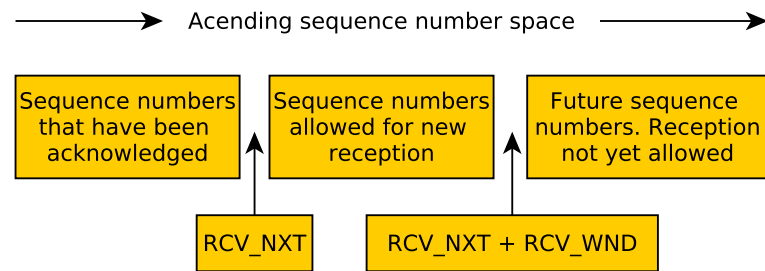 Acending sequence number space
Sequence numbers
that have been
acknowledged
Sequence numbers
allowed for new
reception
Future sequence
numbers. Reception
not yet allowed
RCV_NXT
RCV_NXT + RCV_WND